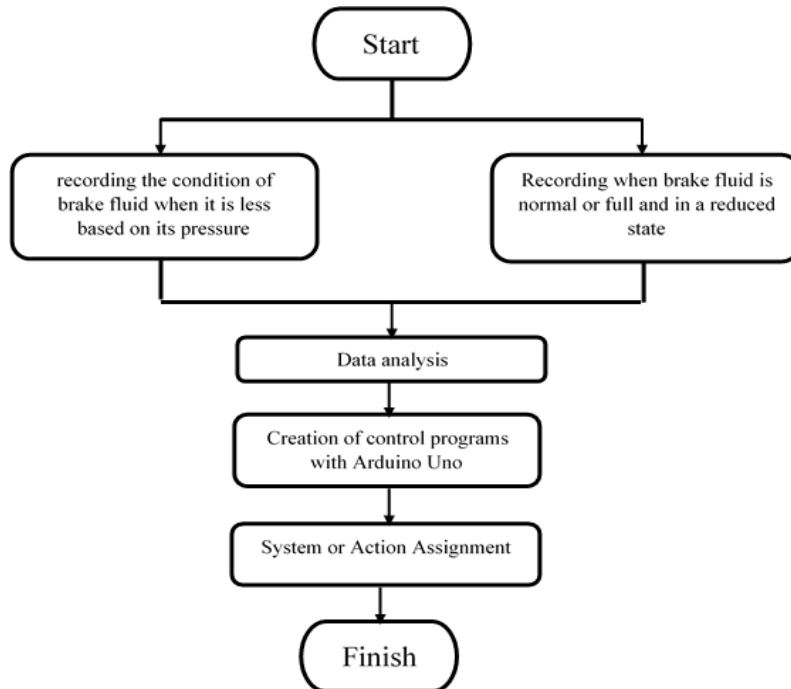 Start
recording the condition of
brake fluid when it is less
based on its pressure
Recording when brake fluid is
normal or full and in a reduced
state
Data analysis
Creation of control programs
with Arduino Uno
System or Action Assignment
Finish